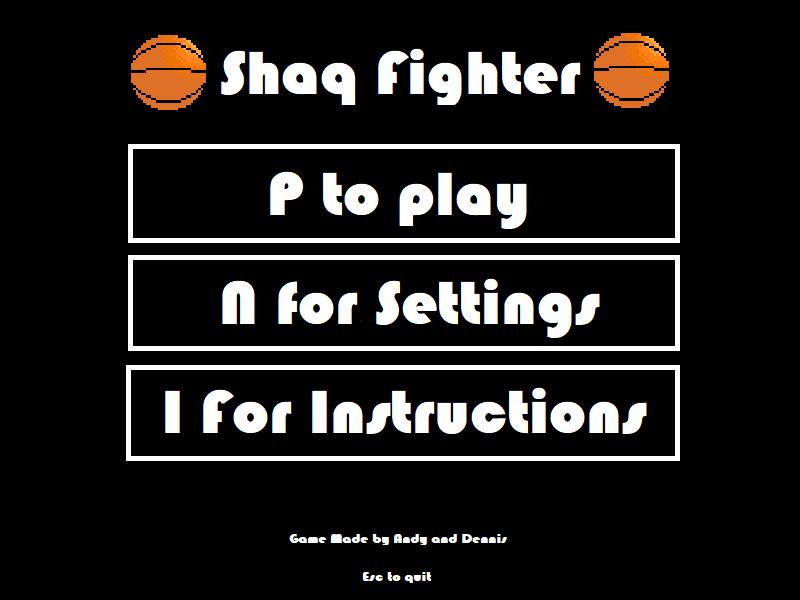 Shaq Fighter
P to play
N for Settings
I For Instructions
Game Made by Andy and Dennis
Esc to quit